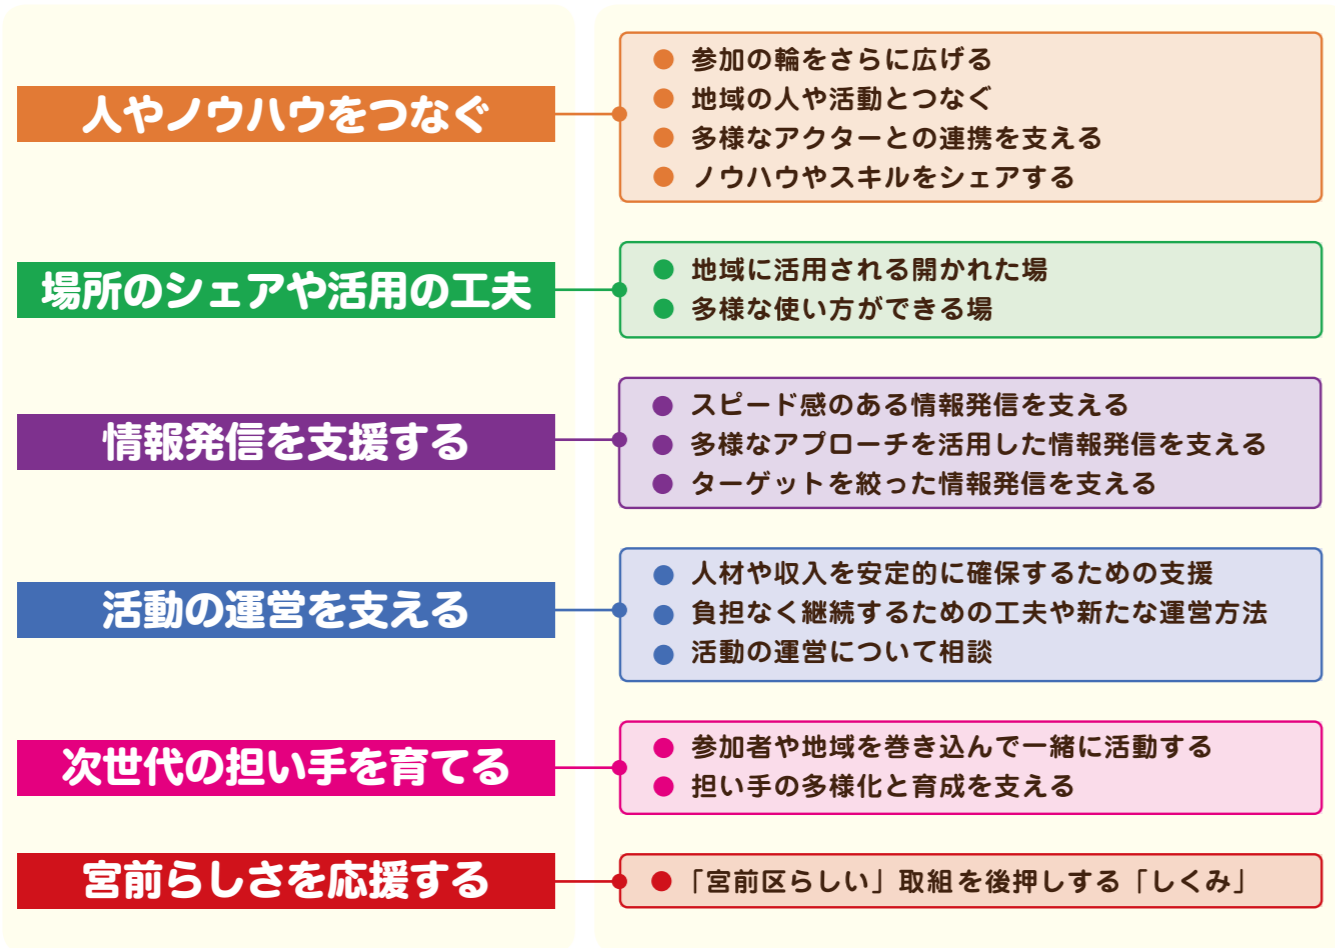 人やノウハウをつなぐ
● 参加の輪をさらに広げる
● 地域の人や活動とつなぐ
● 多様なアクターとの連携を支える
● ノウハウやスキルをシェアする
場所のシェアや活用の工夫
● 地域に活用される開かれた場
● 多様な使い方ができる場
情報発信を支援する
● スピード感のある情報発信を支える
● 多様なアプローチを活用した情報発信を支える
● ターゲットを絞った情報発信を支える
活動の運営を支える
● 人材や収入を安定的に確保するための支援
● 負担なく継続するための工夫や新たな運営方法
● 活動の運営について相談
次世代の担い手を育てる
● 参加者や地域を巻き込んで一緒に活動する
● 担い手の多様化と育成を支える
宮前らしさを応援する
● 「宮前区らしい」取組を後押しする「しくみ」